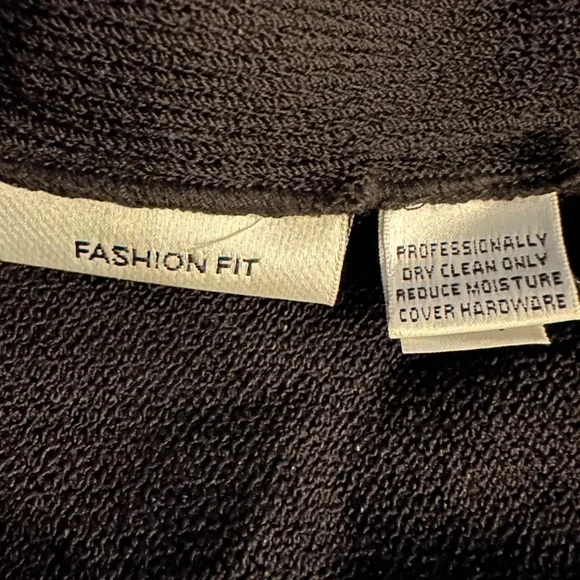 FASHION FIT
PROFESSIONALLY
DRY CLEAN ONLY
REDUCE MOISTURE
COVER HARDWARE